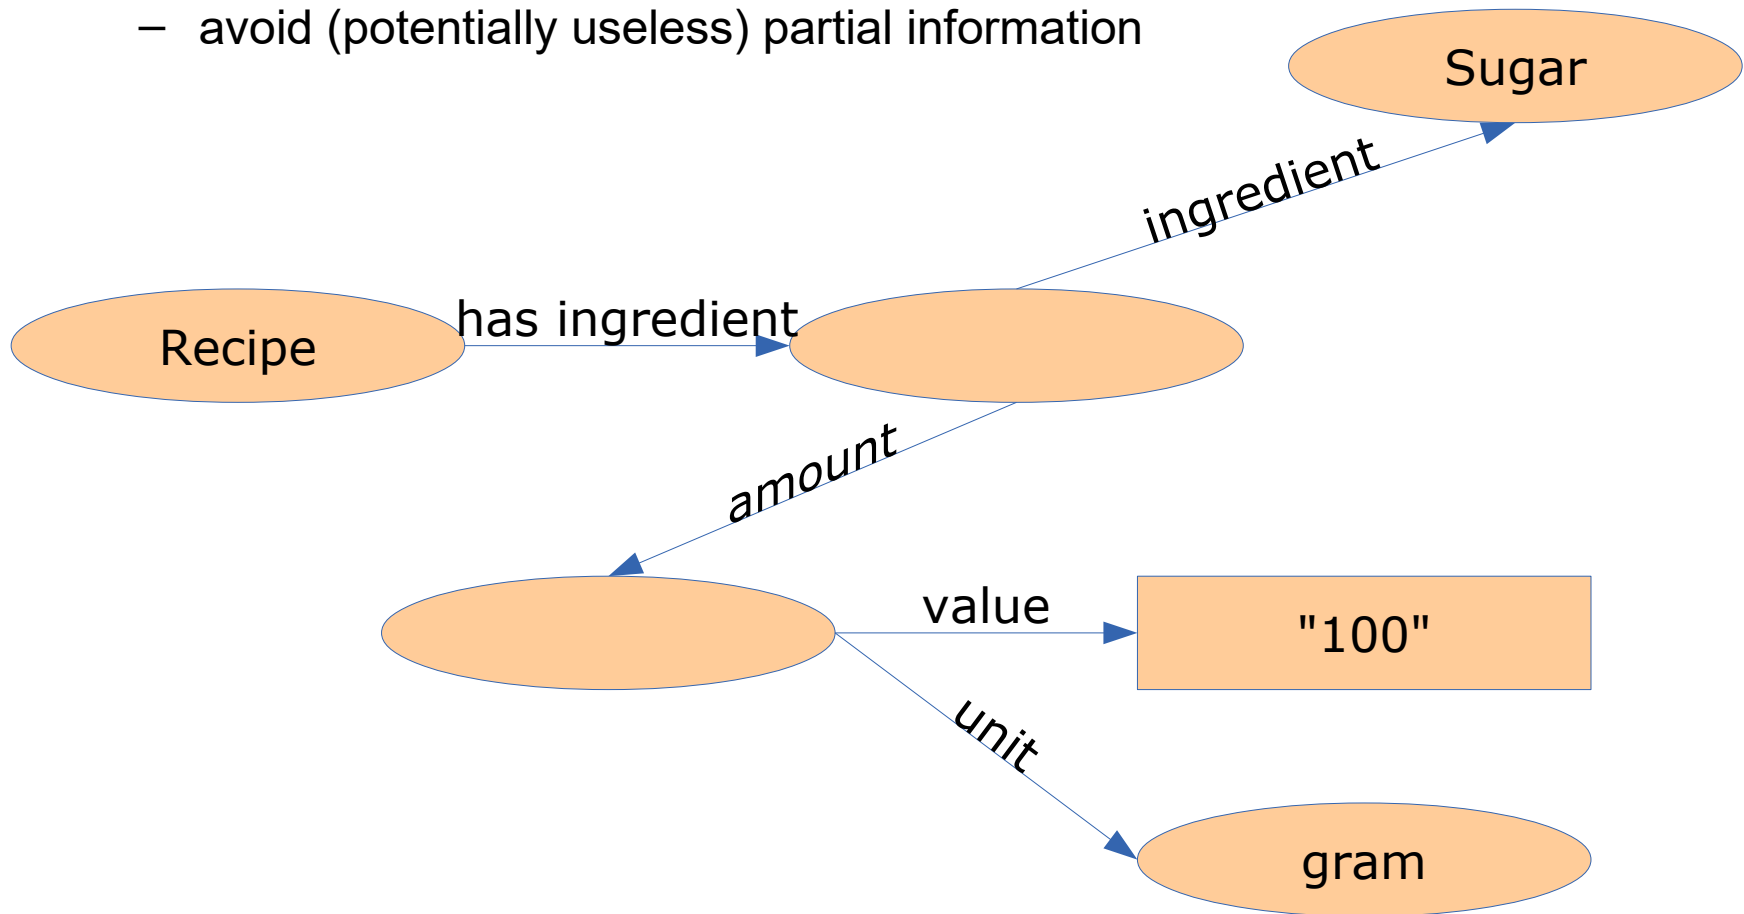 – avoid (potentially useless) partial information
Sugar
ingredient
has ingredient
Recipe
amount
value
"100"
unit
gram